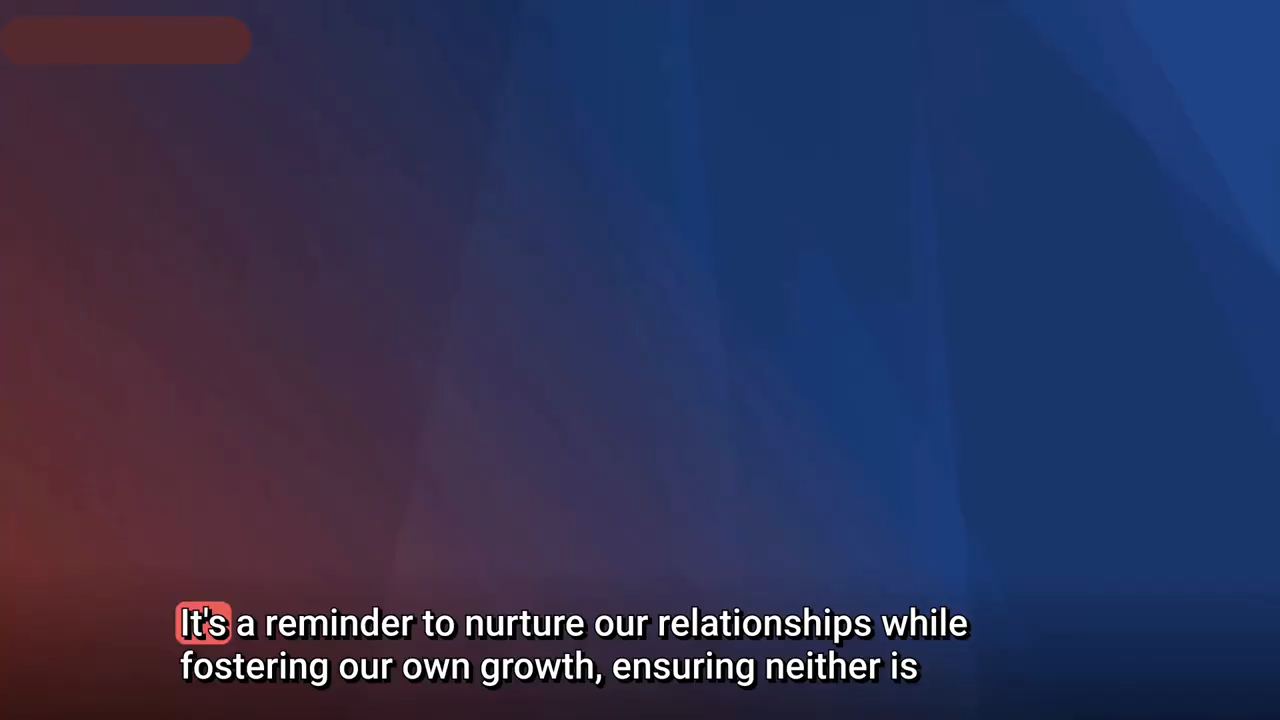 It's a reminder to nurture our relationships while
fostering our own growth, ensuring neither is